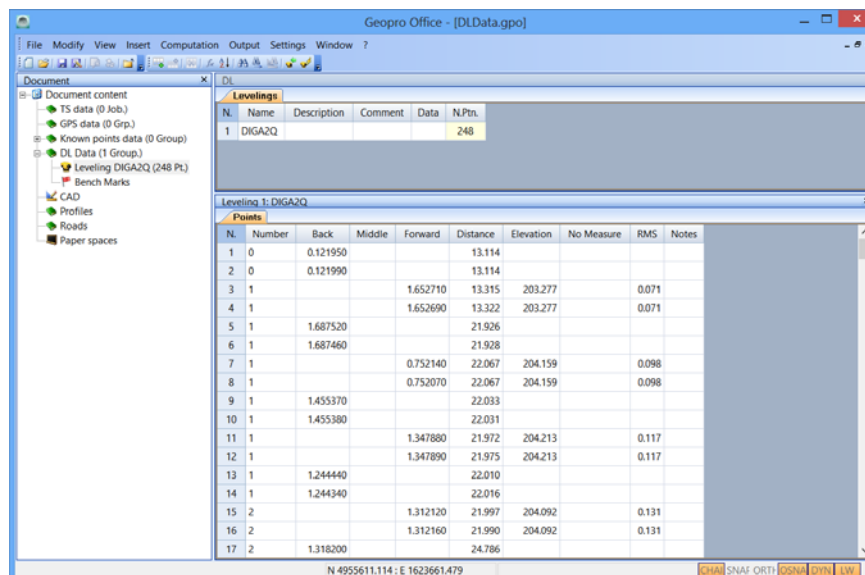 Geopro Office - [DLData.gpo]
File Modify View Insert Computation Output Settings Window ?
Document
Document content
TS data (0 Job.)
GPS data (0 Grp.)
Known points data (0 Group)
DL Data (1 Group.)
Leveling DIGA2Q (248 Pt.)
Bench Marks
CAD
Profiles
Roads
Paper spaces
DL
Levelings
N. Name Description Comment Data N.Ptn.
1 DIGA2Q 248
Leveling 1: DIGA2Q
Points
N. Number Back Middle Forward Distance Elevation No Measure RMS Notes
1 0 0.121950 13.114
2 0 0.121990 13.114
3 1 1.652710 13.315 203.277 0.071
4 1 1.652690 13.322 203.277 0.071
5 1 1.687520 21.926
6 1 1.687460 21.928
7 1 0.752140 22.067 204.159 0.098
8 1 0.752070 22.067 204.159 0.098
9 1 1.455370 22.033
10 1 1.455380 22.031
11 1 1.347880 21.972 204.213 0.117
12 1 1.347890 21.975 204.213 0.117
13 1 1.244440 22.010
14 1 1.244340 22.016
15 2 1.312120 21.997 204.092 0.131
16 2 1.312160 21.990 204.092 0.131
17 2 1.318200 24.786
N 4955611.114 ; E 1623661.479
CHAI SNAF ORTH OSNA DYN LW